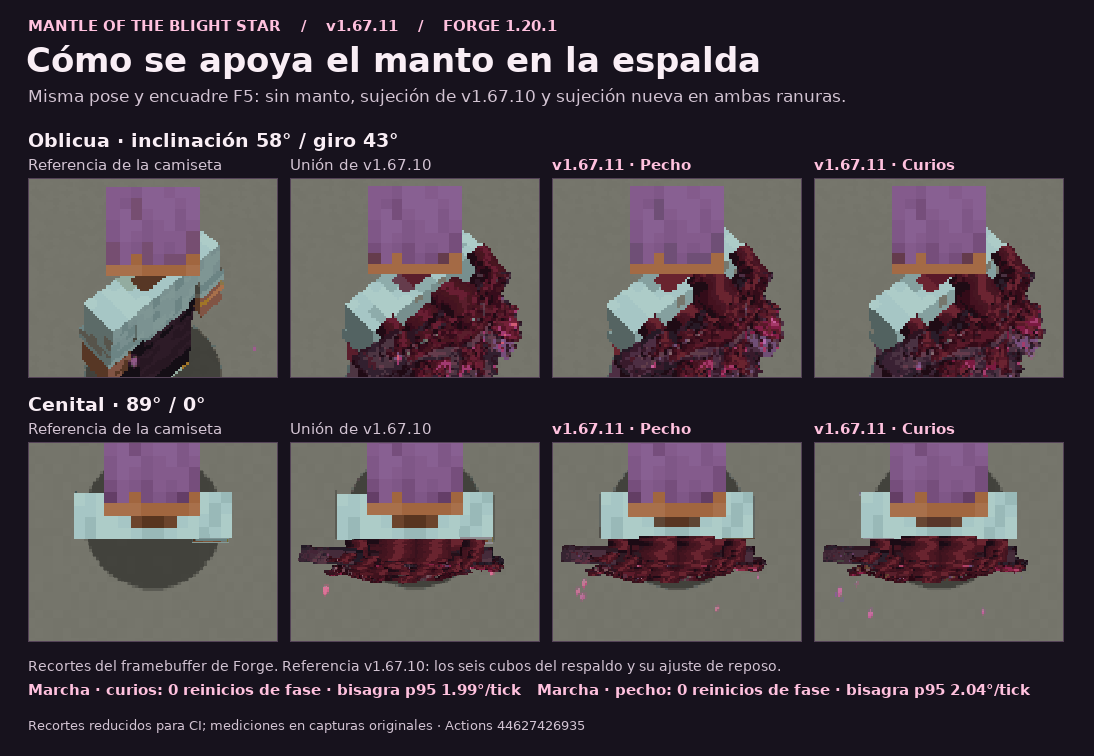 MANTLE OF THE BLIGHT STAR / v1.67.11 / FORGE 1.20.1
Cómo se apoya el manto en la espalda
Misma pose y encuadre F5: sin manto, sujeción de v1.67.10 y sujeción nueva en ambas ranuras.
Oblicua · inclinación 58° / giro 43°
Referencia de la camiseta Unión de v1.67.10 v1.67.11 · Pecho v1.67.11 · Curios
Cenital · 89° / 0°
Referencia de la camiseta Unión de v1.67.10 v1.67.11 · Pecho v1.67.11 · Curios
Recortes del framebuffer de Forge. Referencia v1.67.10: los seis cubos del respaldo y su ajuste de reposo.
Marcha · curios: 0 reinicios de fase · bisagra p95 1.99°/tick Marcha · pecho: 0 reinicios de fase · bisagra p95 2.04°/tick
Recortes reducidos para CI; mediciones en capturas originales · Actions 44627426935